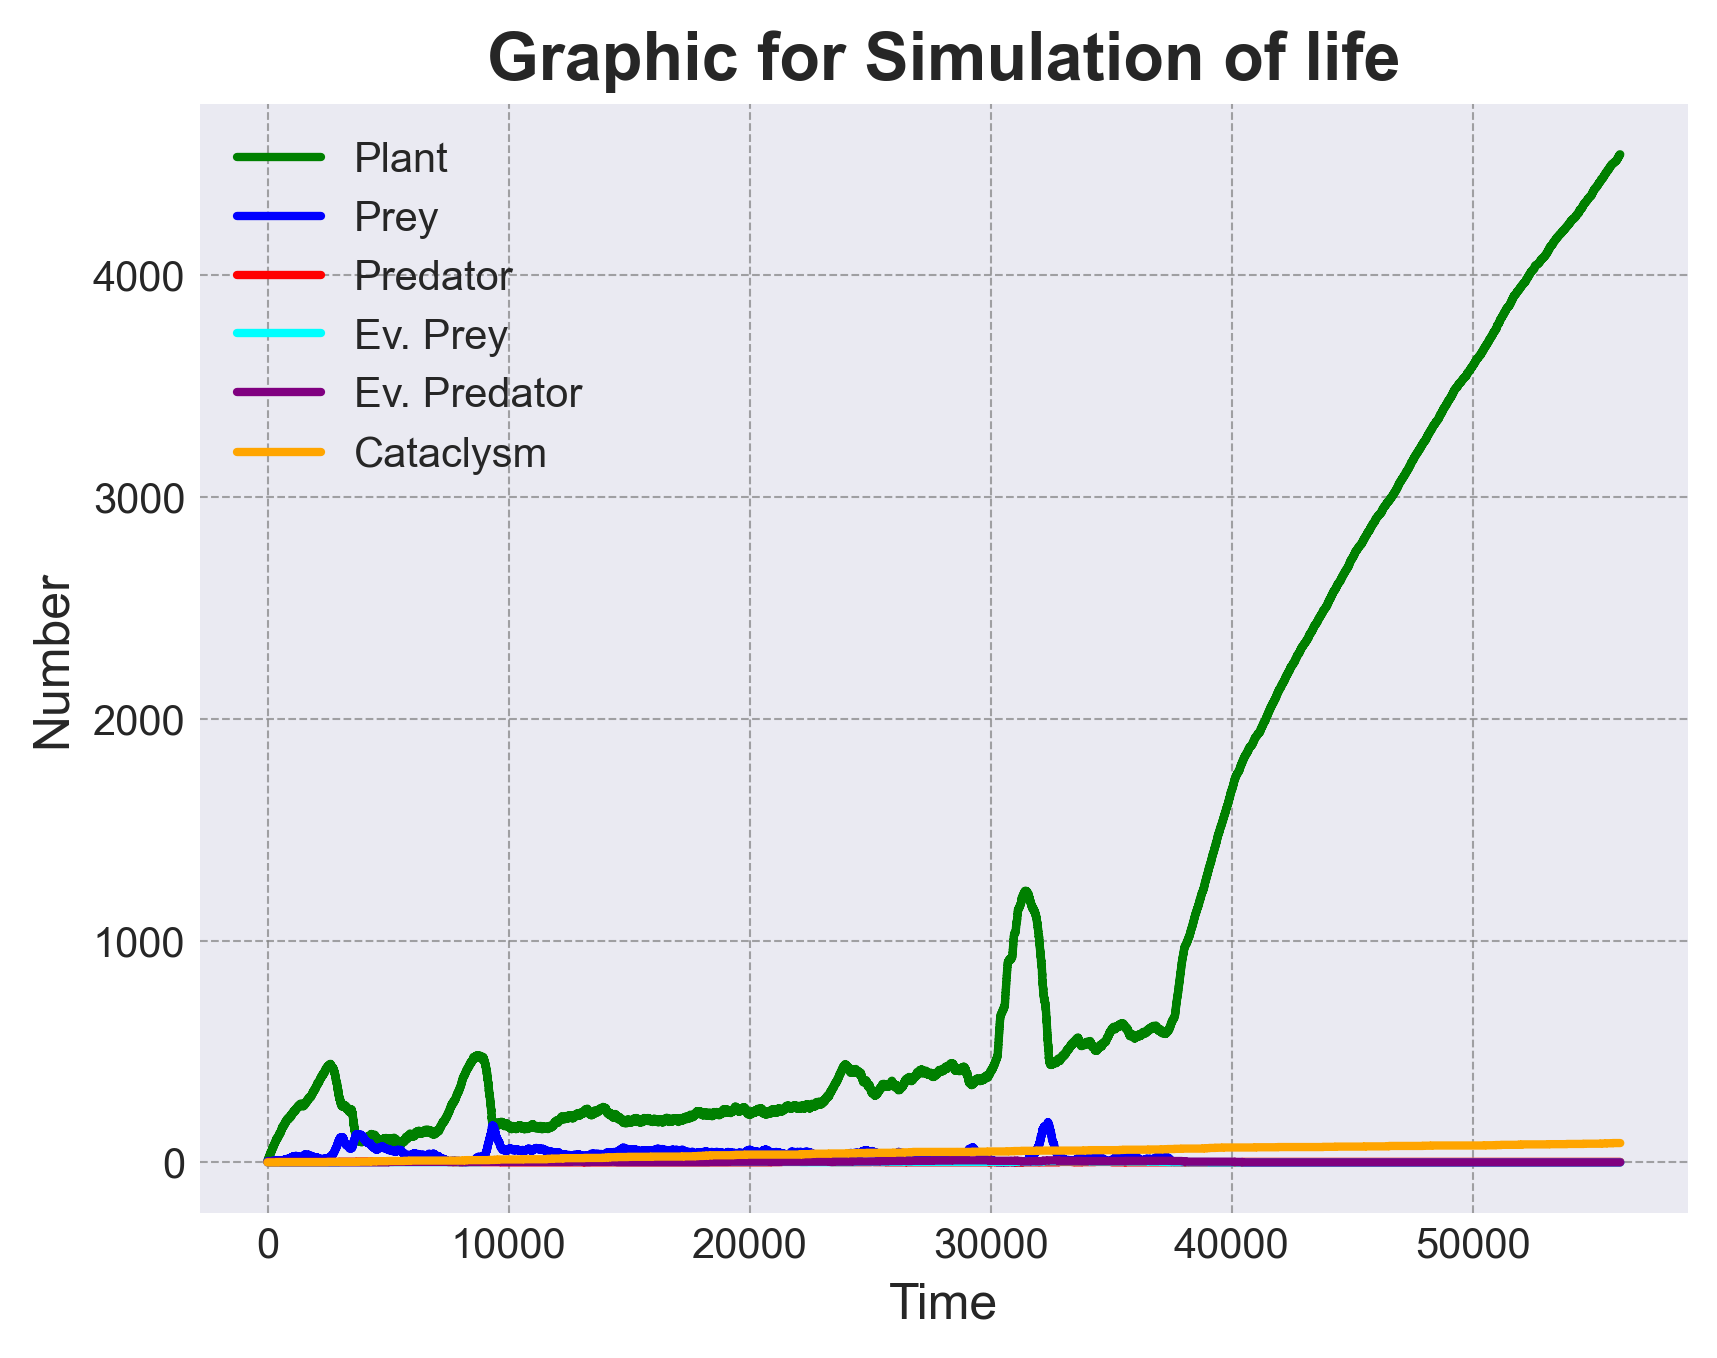 Graphic for Simulation of life
Plant
Prey
Predator
Ev. Prey
Ev. Predator
Cataclysm
Number
4000
3000
2000
1000
0
0 10000 20000 30000 40000 50000
Time